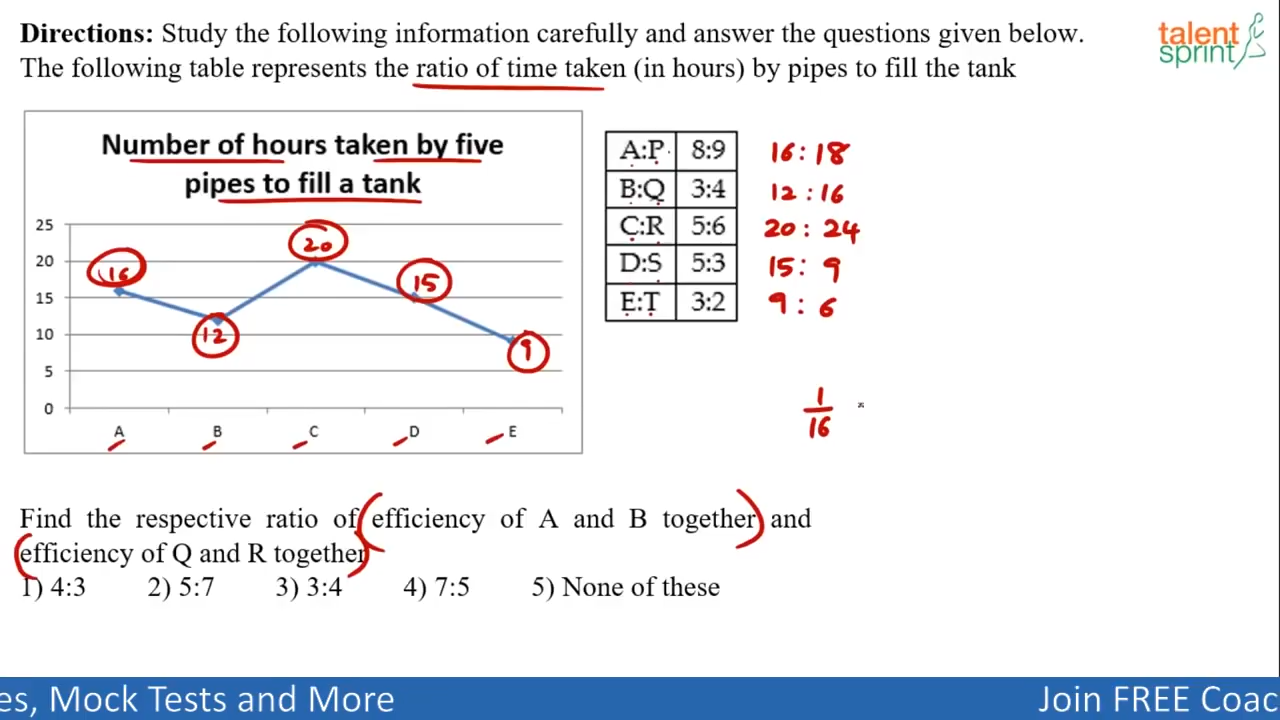 Directions: Study the following information carefully and answer the questions given below.
The following table represents the ratio of time taken (in hours) by pipes to fill the tank
talent
sprint
Number of hours taken by five
pipes to fill a tank
25
20
15
10
5
0
16
12
20
15
9
A
B
C
D
E
A:P 8:9 16:18
B:Q 3:4 12:16
C:R 5:6 20:24
D:S 5:3 15:9
E:T 3:2 9:6
1
16
Find the respective ratio of efficiency of A and B together and
efficiency of Q and R together
1) 4:3 2) 5:7 3) 3:4 4) 7:5 5) None of these
es, Mock Tests and More
Join FREE Coac